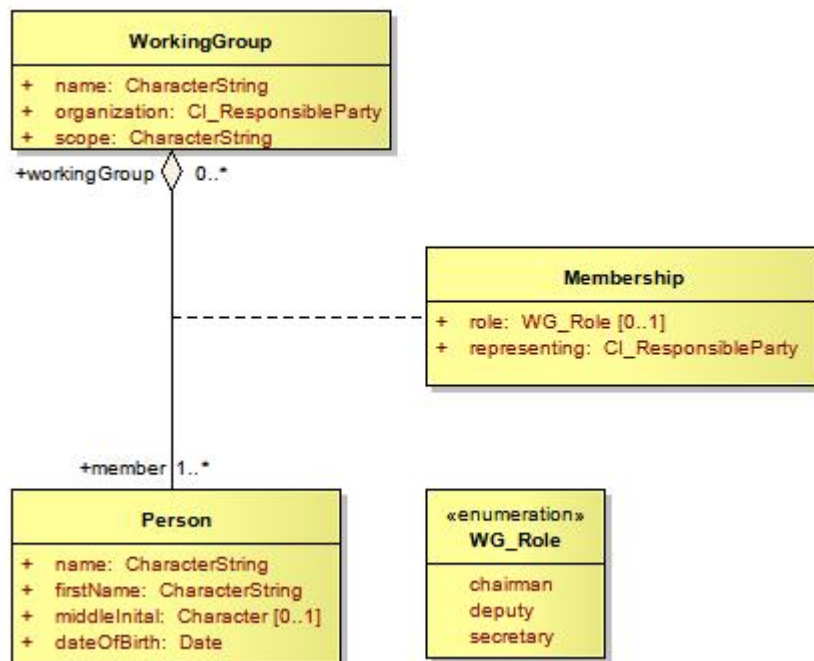 WorkingGroup
+ name: CharacterString
+ organization: CI_ResponsibleParty
+ scope: CharacterString
+workingGroup 0..*
Membership
+ role: WG_Role [0..1]
+ representing: CI_ResponsibleParty
+member 1..*
Person
+ name: CharacterString
+ firstName: CharacterString
+ middleInital: Character [0..1]
+ dateOfBirth: Date
«enumeration»
WG_Role
chairman
deputy
secretary